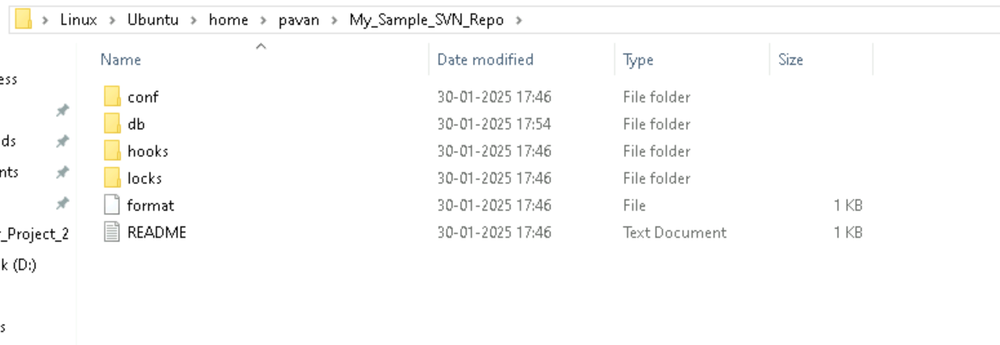 Linux > Ubuntu > home > pavan > My_Sample_SVN_Repo >
Name Date modified Type Size
ess
conf 30-01-2025 17:46 File folder
db 30-01-2025 17:54 File folder
ds
hooks 30-01-2025 17:46 File folder
nts
locks 30-01-2025 17:46 File folder
format 30-01-2025 17:46 File 1 KB
_Project_2
README 30-01-2025 17:46 Text Document 1 KB
k (D:)
s